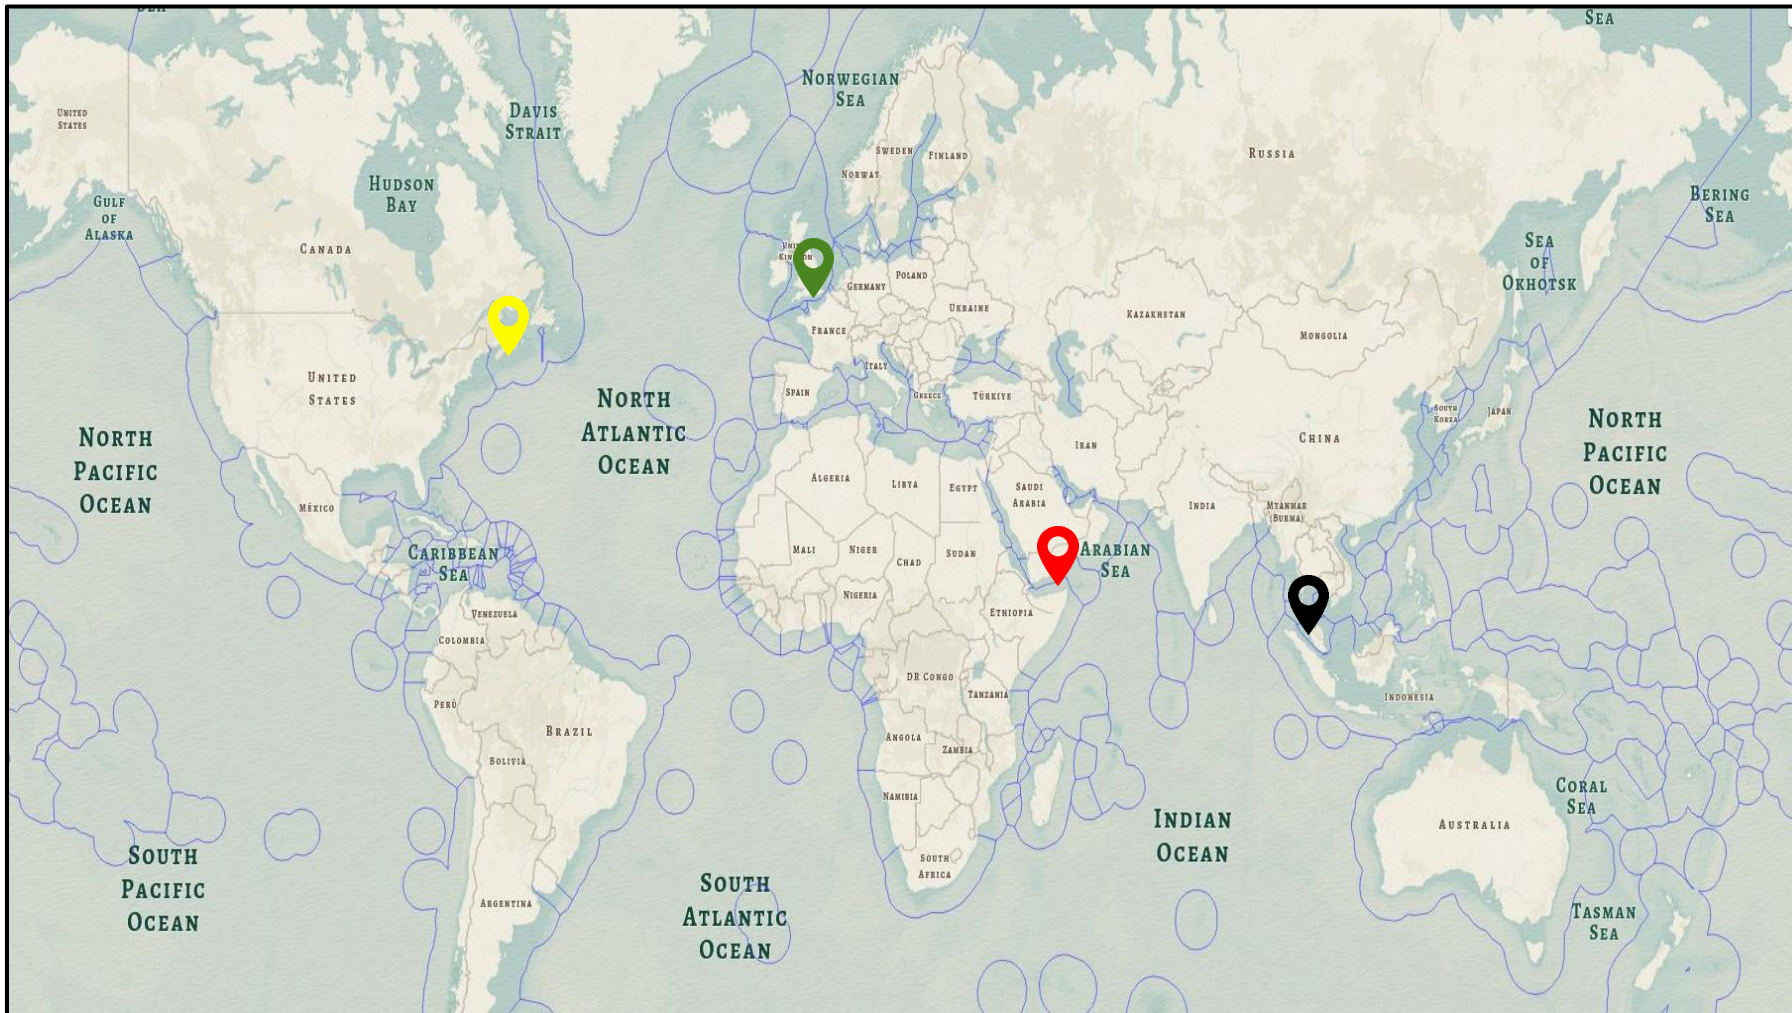 SEA
SEA
NORWEGIAN
SEA
UNITED
STATES
DAVIS
STRAIT
SWEDEN
FINLAND
RUSSIA
NORWAY
HUDSON
BAY
BERING
SEA
GULF
OF
ALASKA
CANADA
SEA
OF
OKHOTSK
POLAND
GERMANY
UKRAINE
KAZAKHSTAN
MONGOLIA
FRANCE
ITALY
UNITED
STATES
SPAIN
GREECE
TÜRKIYE
SOUTH
KOREA
JAPAN
NORTH
ATLANTIC
OCEAN
NORTH
PACIFIC
OCEAN
IRAN
CHINA
NORTH
PACIFIC
OCEAN
ALGERIA
LIBYA
EGYPT
SAUDI
ARABIA
INDIA
MYANMAR
(BURMA)
MÉXICO
CARIBBEAN
SEA
MALI
NIGER
CHAD
SUDAN
ARABIAN
SEA
NIGERIA
ETHIOPIA
VENEZUELA
COLOMBIA
DR CONGO
TANZANIA
INDONESIA
PERÚ
BRAZIL
ANGOLA
ZAMBIA
BOLIVIA
NAMIBIA
CORAL
SEA
INDIAN
OCEAN
AUSTRALIA
SOUTH
PACIFIC
OCEAN
SOUTH
AFRICA
SOUTH
ATLANTIC
OCEAN
ARGENTINA
TASMAN
SEA